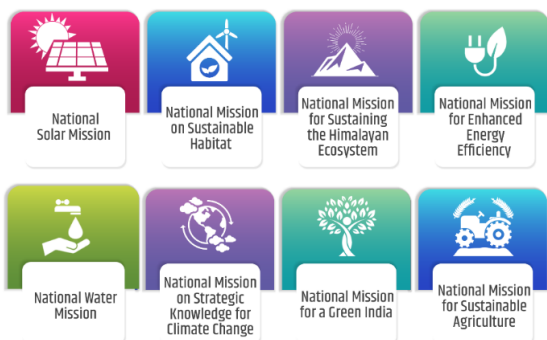 National
Solar Mission
National Mission
on Sustainable
Habitat
National Mission
for Sustaining
the Himalayan
Ecosystem
National Mission
for Enhanced
Energy
Efficiency
National Water
Mission
National Mission
on Strategic
Knowledge for
Climate Change
National Mission
for a Green India
National Mission
for Sustainable
Agriculture